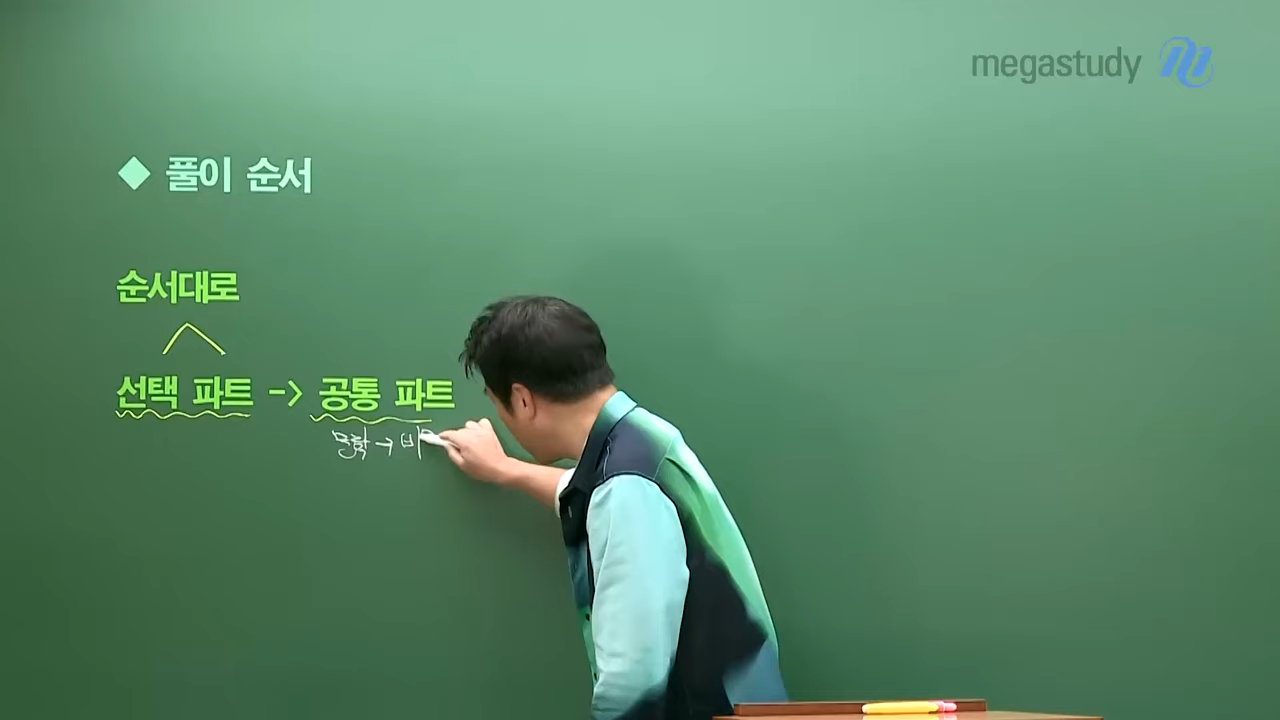 megastudy
◆ 풀이 순서
순서대로
선택 파트 -> 공통 파트
문학 → 비